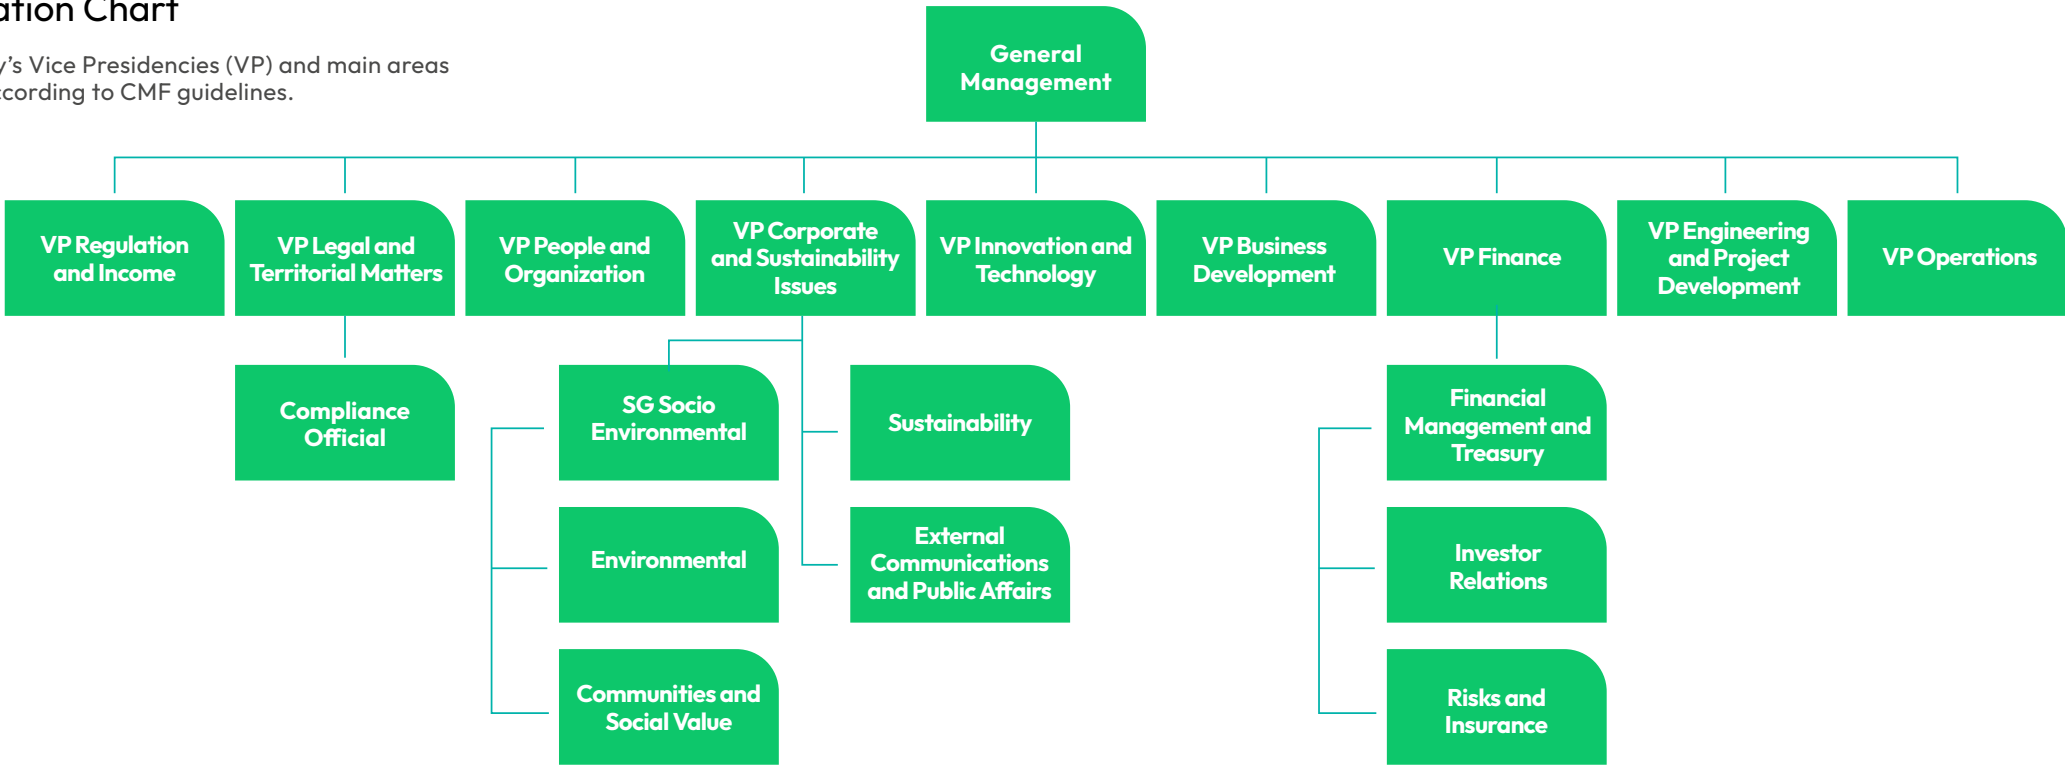 Chart
Vice Presidencies (VP) and main areas
to CMF guidelines.
General
Management
VP Regulation
and Income
VP Legal and
Territorial Matters
VP People and
Organization
VP Corporate
and Sustainability
Issues
VP Innovation and
Technology
VP Business
Development
VP Finance
VP Engineering
and Project
Development
VP Operations
Compliance
Official
SG Socio
Environmental
Sustainability
Financial
Management and
Treasury
Environmental
External
Communications
and Public Affairs
Investor
Relations
Communities and
Social Value
Risks and
Insurance